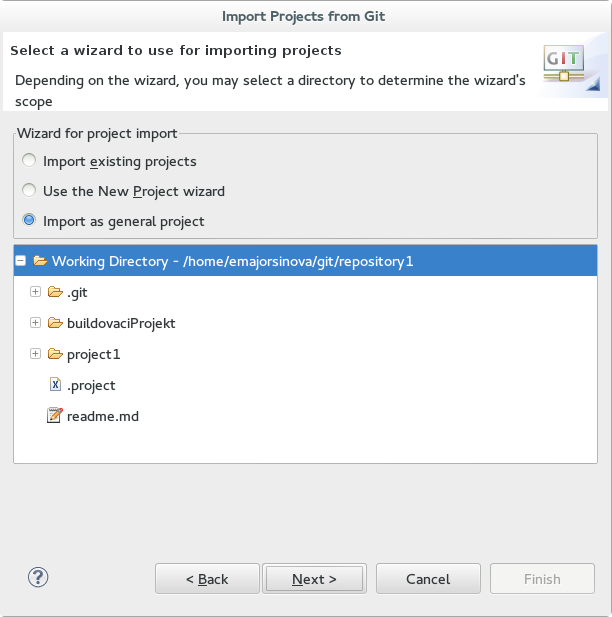 Import Projects from Git
Select a wizard to use for importing projects
Depending on the wizard, you may select a directory to determine the wizard's
scope
GIT
Wizard for project import
Import existing projects
Use the New Project wizard
Import as general project
Working Directory - /home/emajorsinova/git/repository1
.git
buildovaciProjekt
project1
X .project
readme.md
? < Back Next > Cancel Finish